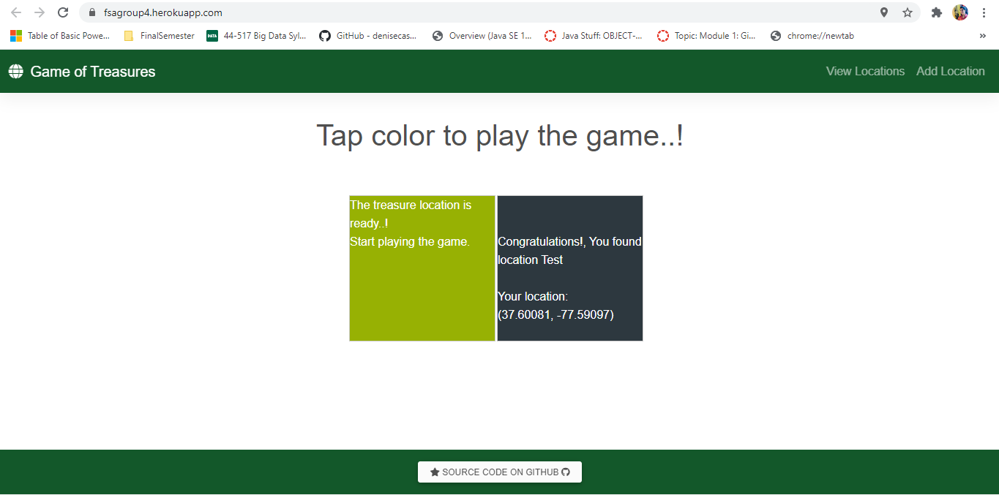 fsagroup4.herokuapp.com
Table of Basic Powe...
FinalSemester
DATA
44-517 Big Data Syl...
GitHub - denisecas...
Overview (Java SE 1...
Java Stuff: OBJECT-...
Topic: Module 1: Gi...
chrome://newtab
»
Game of Treasures
View Locations
Add Location
Tap color to play the game..!
The treasure location is
ready..!
Start playing the game.
Congratulations!, You found
location Test
Your location:
(37.60081, -77.59097)
SOURCE CODE ON GITHUB